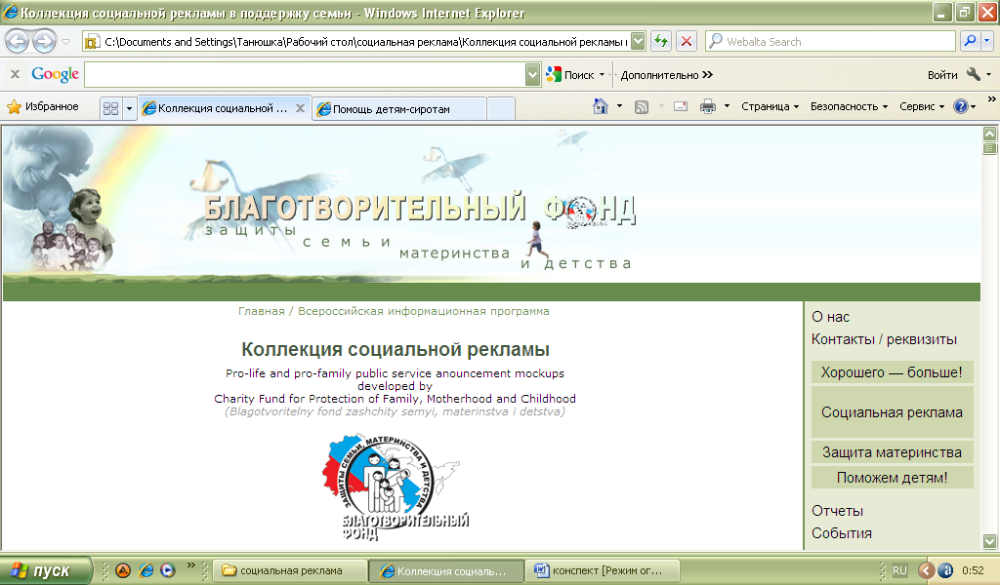 Коллекция социальной рекламы в поддержку семьи - Windows Internet Explorer
C:\Documents and Settings\Танюшка\Рабочий стол\социальная реклама\Коллекция социальной рекламы
Webalta Search
Google
Поиск
Дополнительно
Войти
Избранное
Коллекция социальной ...
Помощь детям-сиротам
Страница
Безопасность
Сервис
БЛАГОТВОРИТЕЛЬНЫЙ ФОНД
защиты
семьи
материнства
и детства
Главная / Всероссийская информационная программа
Коллекция социальной рекламы
Pro-life and pro-family public service anouncement mockups
developed by
Charity Fund for Protection of Family, Motherhood and Childhood
(Blagotvoritelny fond zashchity semyi, materinstva i detstva)
ЗАЩИТЫ СЕМЬИ, МАТЕРИНСТВА И ДЕТСТВА
БЛАГОТВОРИТЕЛЬНЫЙ
ФОНД
О нас
Контакты / реквизиты
Хорошего — больше!
Социальная реклама
Защита материнства
Поможем детям!
Отчеты
События
пуск
социальная реклама
Коллекция социаль...
конспект [Режим ог...
RU
0:52